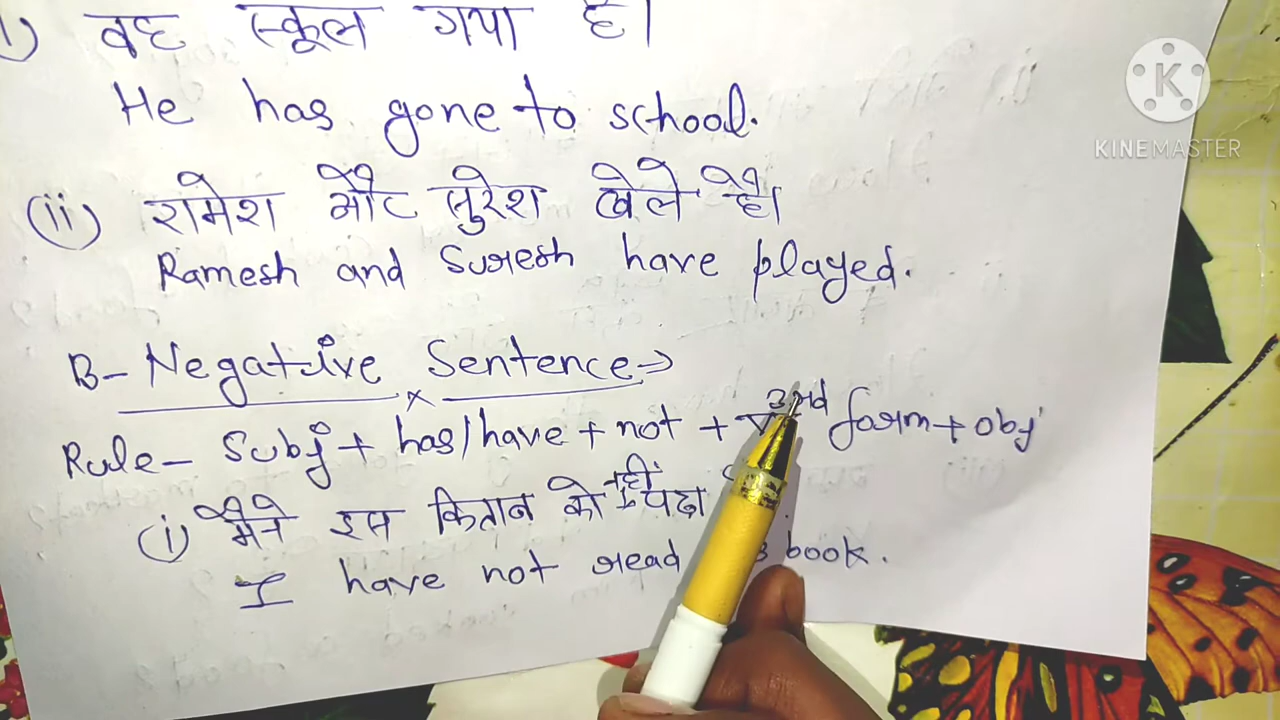 i) वह स्कूल गया है।
He has gone to school.
(ii) रामेश और सुरेश खेले हैं।
Ramesh and Suresh have played.
B- Negative Sentence→
Rule- Subj + has/have + not + V 3rd form + obj
(i) मैंने इस किताब को नहीं पढ़ा
I have not read book.
KINEMASTER